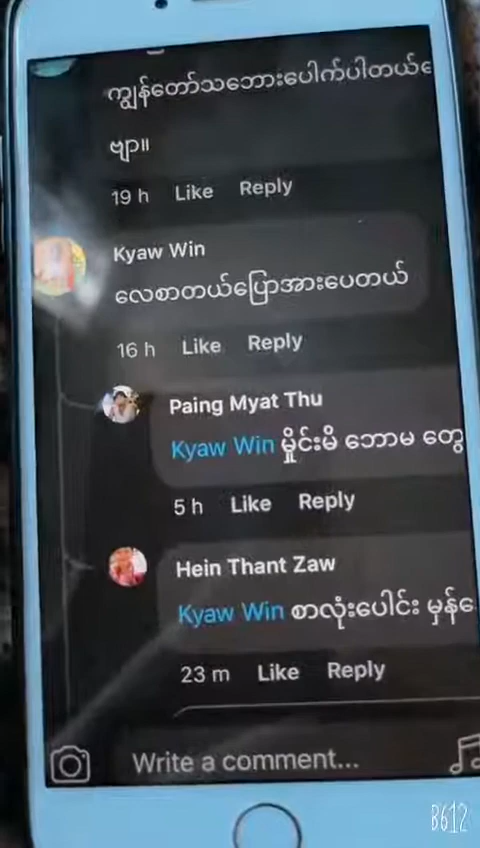 ကျွန်တော်သဘောပေါက်ပါတယ်
ဗျာ။
19 h Like Reply
Kyaw Win
လေစာတယ်ပြောအားပေတယ်
16 h Like Reply
Paing Myat Thu
Kyaw Win မှိုင်းမိ ဘောမ တွေ
5 h Like Reply
Hein Thant Zaw
Kyaw Win စာလုံးပေါင်း
23 m Like Reply
Write a comment...
B612